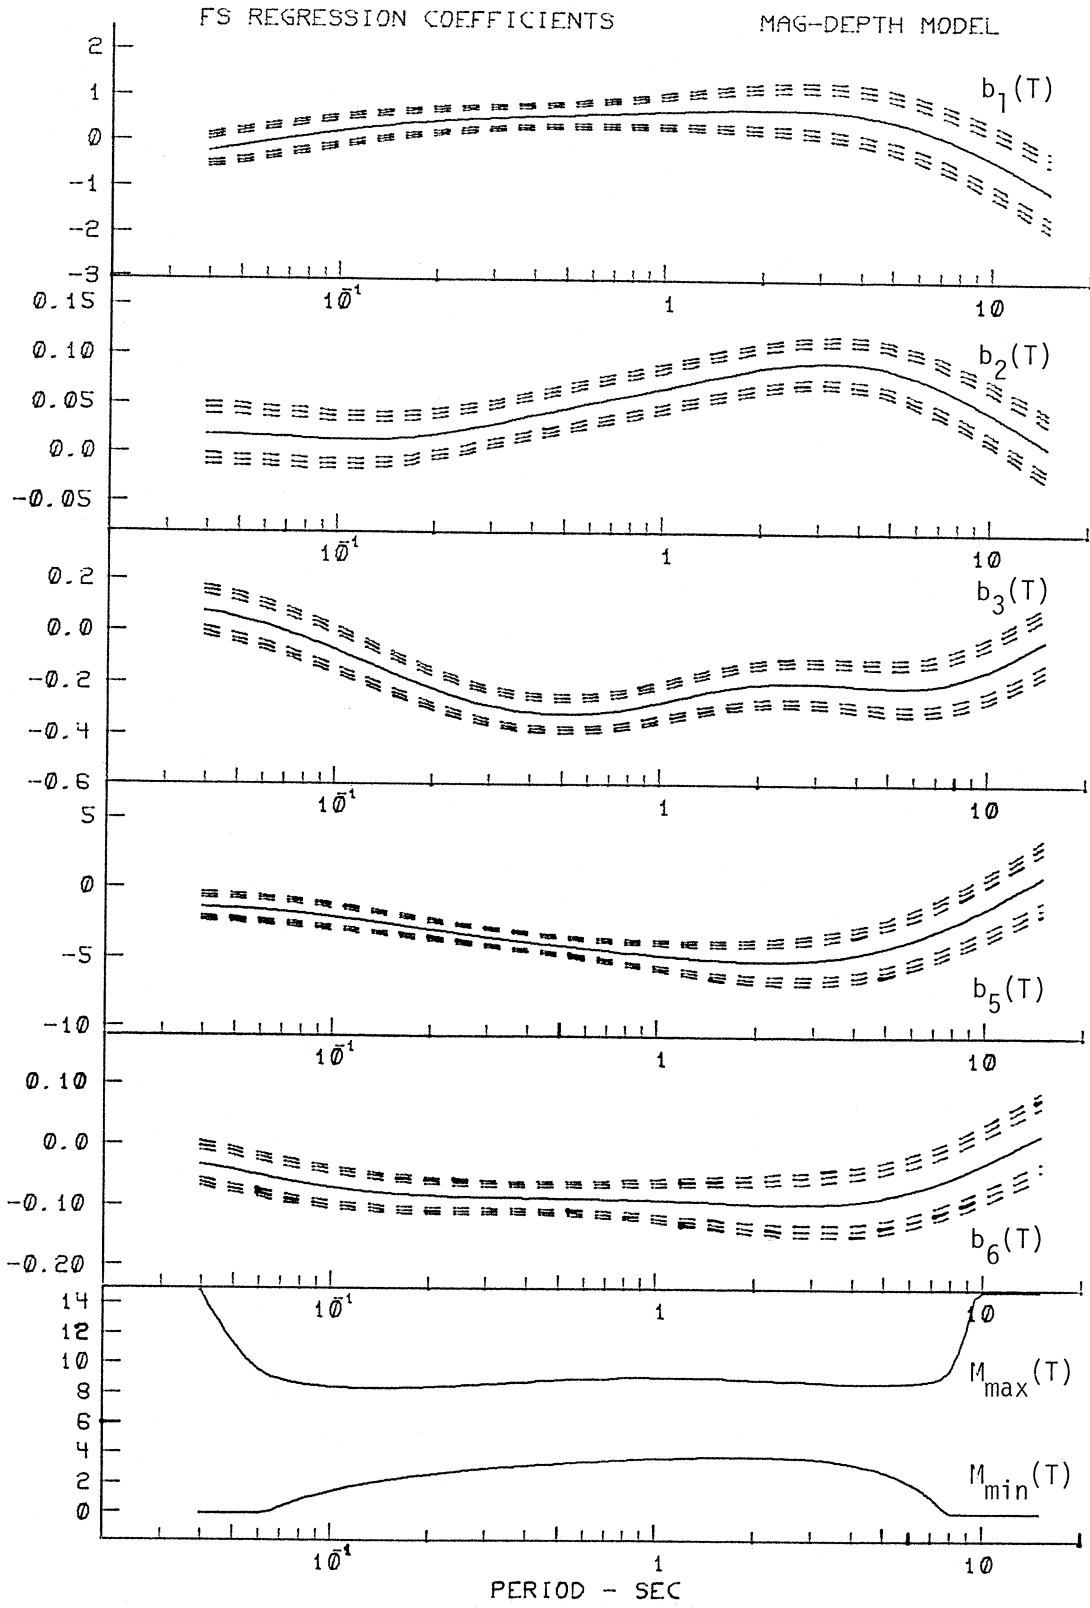 FS REGRESSION COEFFICIENTS MAG-DEPTH MODEL
2
1
0
-1
-2
-3
b1(T)
10^-1 1 10
0.15
0.10
0.05
0.0
-0.05
b2(T)
10^-1 1 10
0.2
0.0
-0.2
-0.4
-0.6
b3(T)
10^-1 1 10
5
0
-5
-10
b5(T)
10^-1 1 10
0.10
0.0
-0.10
-0.20
b6(T)
10^-1 1 10
14
12
10
8
6
4
2
0
Mmax(T)
Mmin(T)
10^-1 1 10
PERIOD - SEC